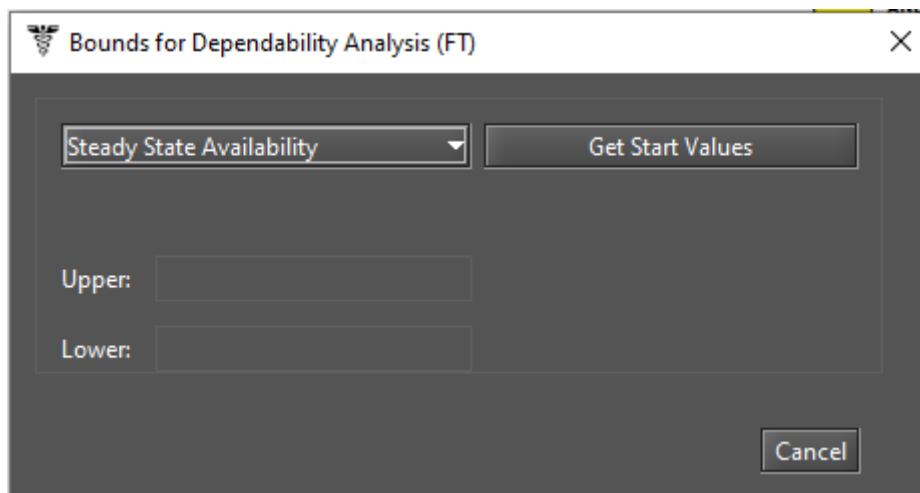 Bounds for Dependability Analysis (FT)
Steady State Availability
Get Start Values
Upper:
Lower:
Cancel